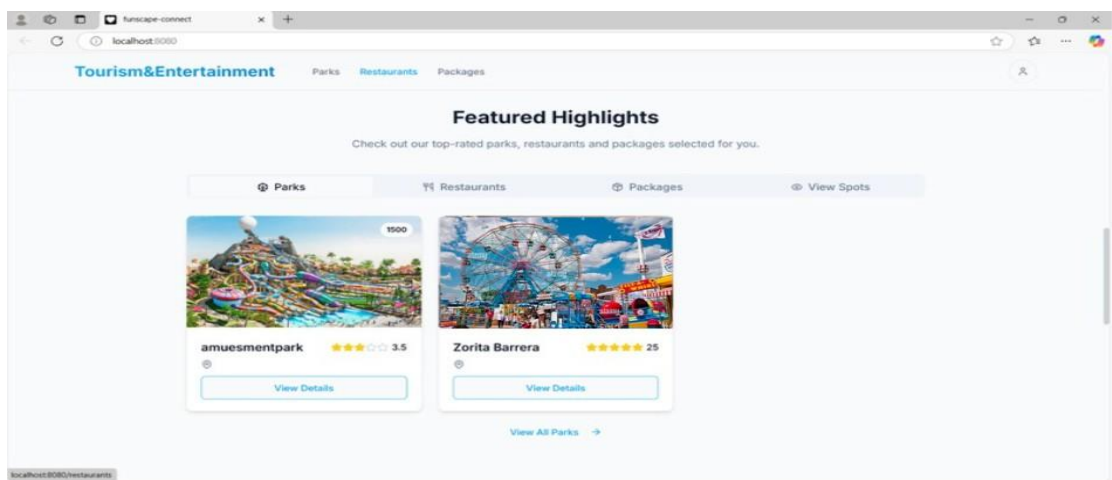 funscape-connect
localhost:8080
Tourism&Entertainment Parks Restaurants Packages
Featured Highlights
Check out our top-rated parks, restaurants and packages selected for you.
Parks Restaurants Packages View Spots
1500
amuesmentpark 3.5
Zorita Barrera 25
View Details
View Details
View All Parks →
localhost:8080/restaurants